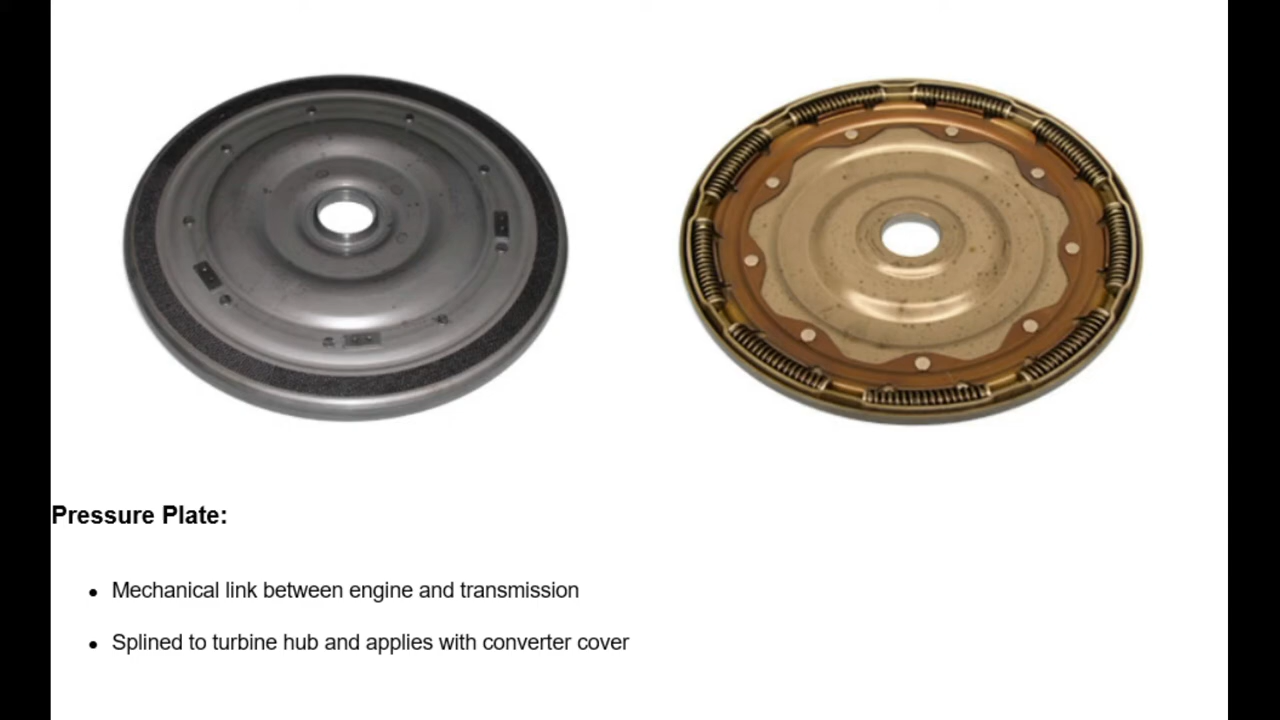 Pressure Plate:
• Mechanical link between engine and transmission
• Splined to turbine hub and applies with converter cover